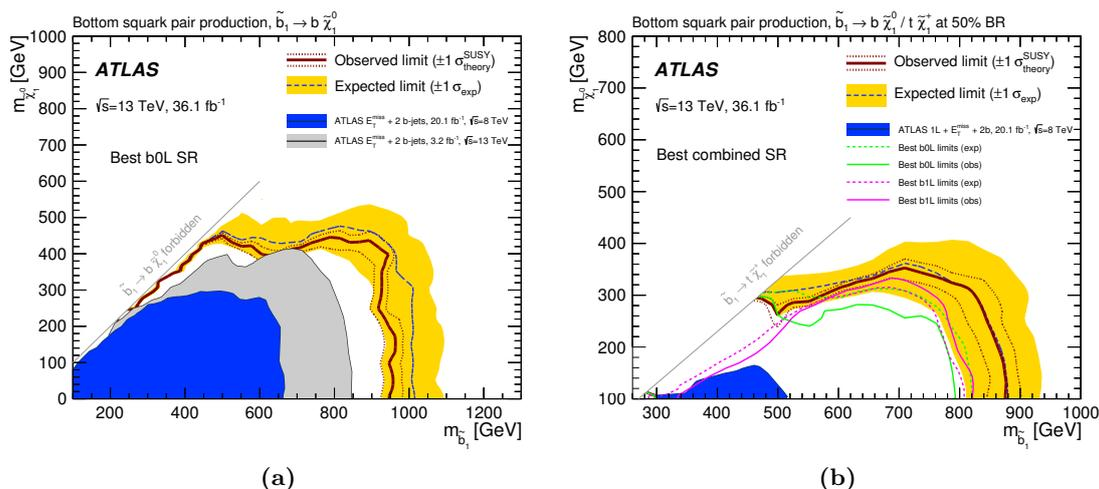 Bottom squark pair production, b̃₁ → b χ̃₁⁰
m_χ̃₁⁰ [GeV]
1000
900
800
700
600
500
400
300
200
100
0
ATLAS
√s=13 TeV, 36.1 fb⁻¹
Best b0L SR
Observed limit (±1 σ_theory^SUSY)
Expected limit (±1 σ_exp)
ATLAS E_T^miss + 2 b-jets, 20.1 fb⁻¹, √s=8 TeV
ATLAS E_T^miss + 2 b-jets, 3.2 fb⁻¹, √s=13 TeV
b̃₁ → b χ̃₁⁰ forbidden
200 400 600 800 1000 1200
m_b̃₁ [GeV]
(a)
Bottom squark pair production, b̃₁ → b χ̃₁⁰ / t χ̃₁⁺ at 50% BR
m_χ̃₁⁰ [GeV]
800
700
600
500
400
300
200
100
ATLAS
√s=13 TeV, 36.1 fb⁻¹
Best combined SR
Observed limit (±1 σ_theory^SUSY)
Expected limit (±1 σ_exp)
ATLAS 1L + E_T^miss + 2b, 20.1 fb⁻¹, √s=8 TeV
Best b0L limits (exp)
Best b0L limits (obs)
Best b1L limits (exp)
Best b1L limits (obs)
b̃₁ → t χ̃₁⁺ forbidden
300 400 500 600 700 800 900 1000
m_b̃₁ [GeV]
(b)